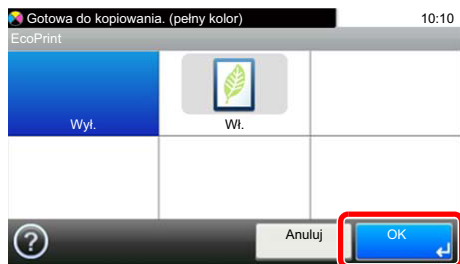 Gotowa do kopiowania. (pełny kolor) 10:10
EcoPrint
Wył. Wł.
? Anuluj OK